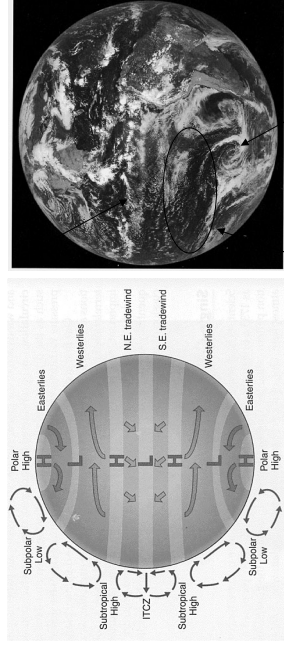 Polar
High
Easterlies
H
Subpolar
Low
Westerlies
L
Subtropical
High
H
N.E. tradewind
ITCZ
L
S.E. tradewind
Subtropical
High
H
Westerlies
Subpolar
Low
L
Easterlies
H
Polar
High